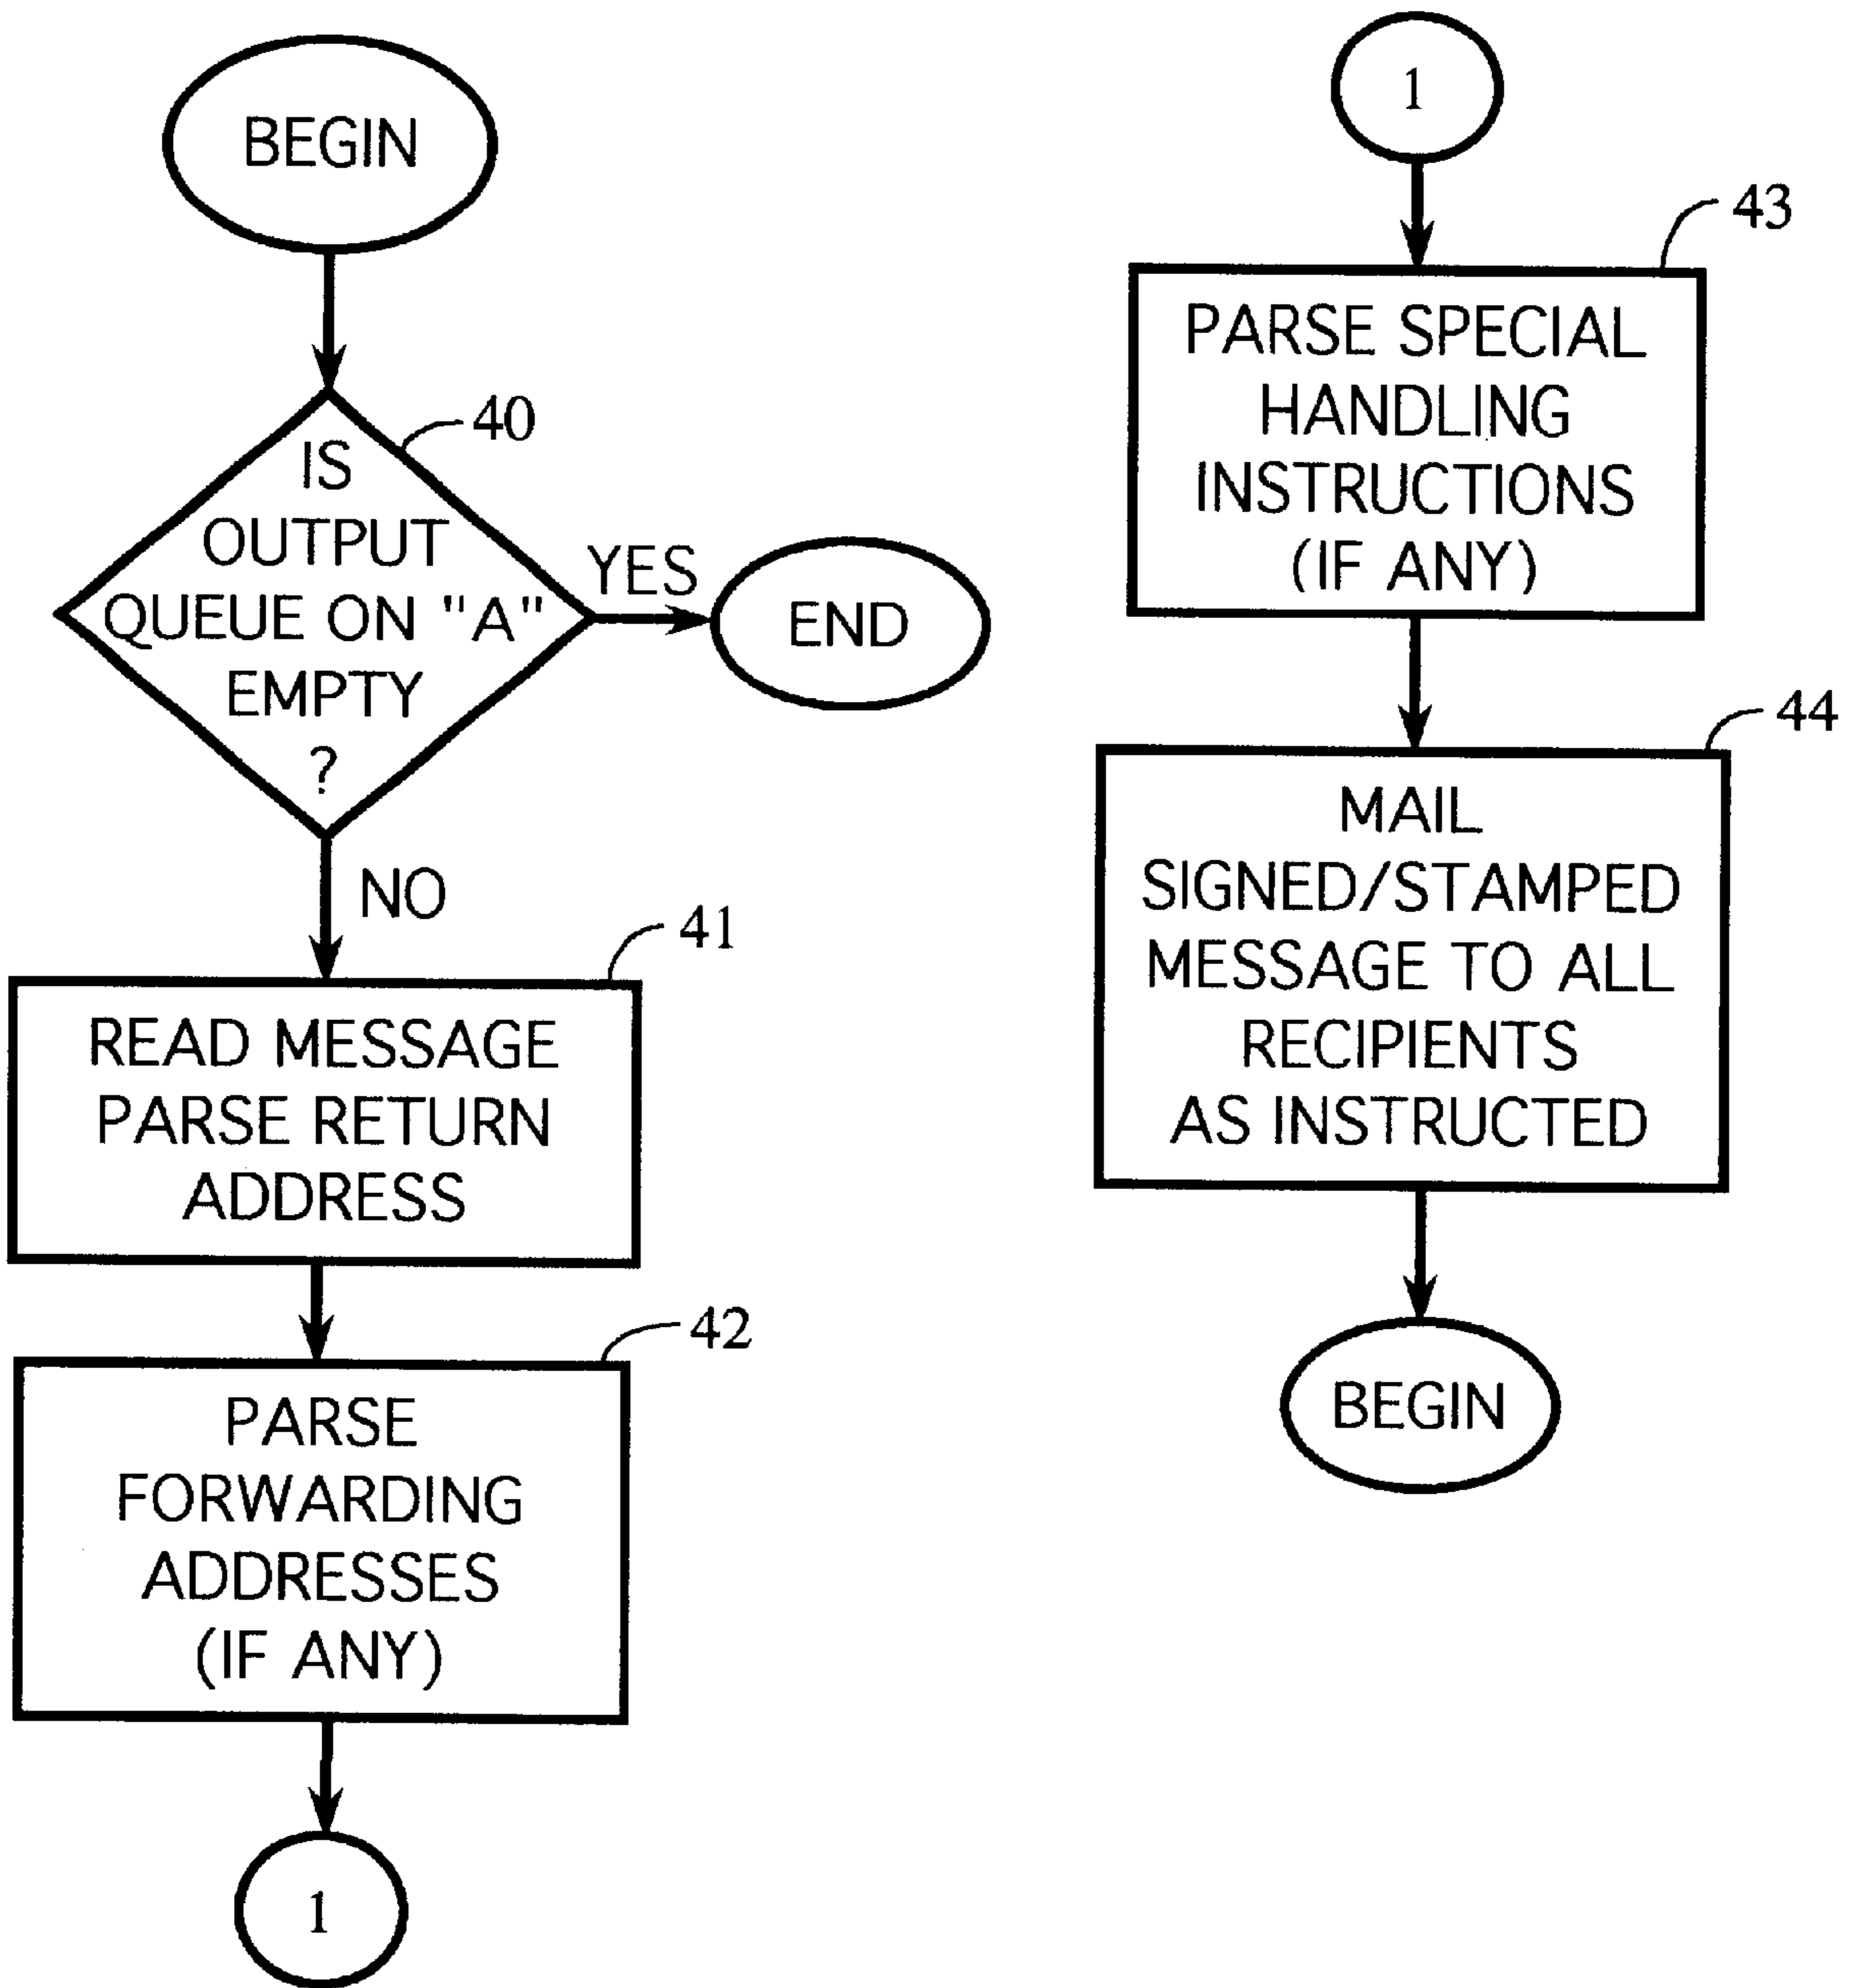 BEGIN
40
IS
OUTPUT
QUEUE ON "A"
EMPTY
?
YES
END
NO
41
READ MESSAGE
PARSE RETURN
ADDRESS
42
PARSE
FORWARDING
ADDRESSES
(IF ANY)
1
1
43
PARSE SPECIAL
HANDLING
INSTRUCTIONS
(IF ANY)
44
MAIL
SIGNED/STAMPED
MESSAGE TO ALL
RECIPIENTS
AS INSTRUCTED
BEGIN